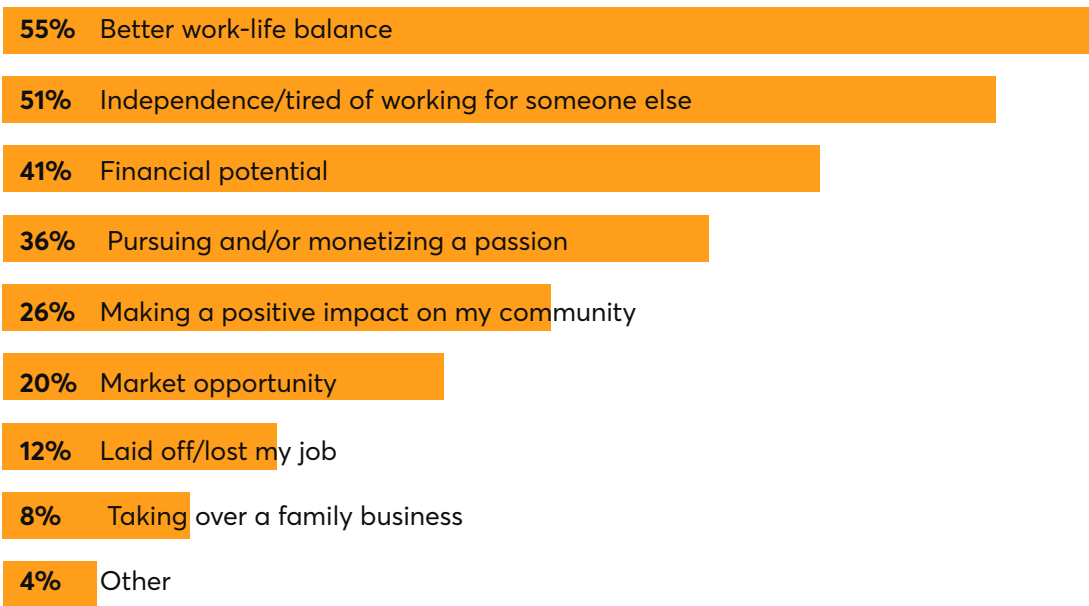 55% Better work-life balance
51% Independence/tired of working for someone else
41% Financial potential
36% Pursuing and/or monetizing a passion
26% Making a positive impact on my community
20% Market opportunity
12% Laid off/lost my job
8% Taking over a family business
4% Other